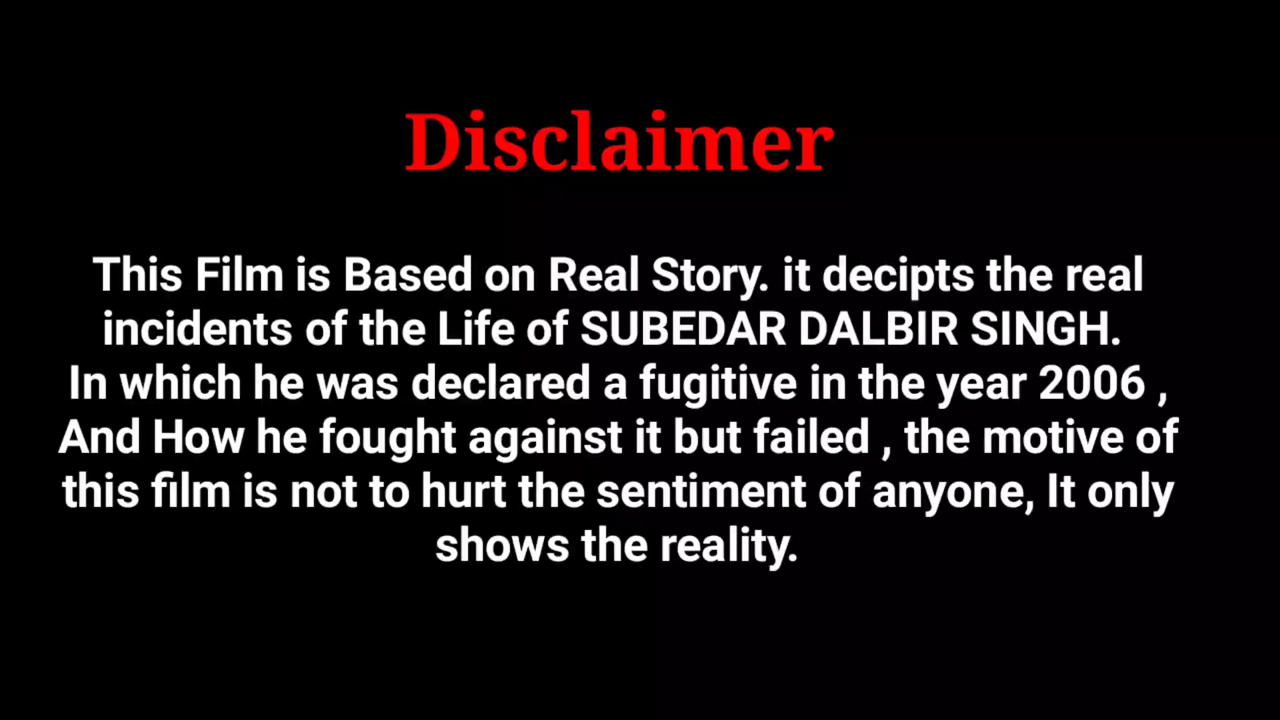 Disclaimer
This Film is Based on Real Story. it decipts the real
incidents of the Life of SUBEDAR DALBIR SINGH.
In which he was declared a fugitive in the year 2006 ,
And How he fought against it but failed , the motive of
this film is not to hurt the sentiment of anyone, It only
shows the reality.